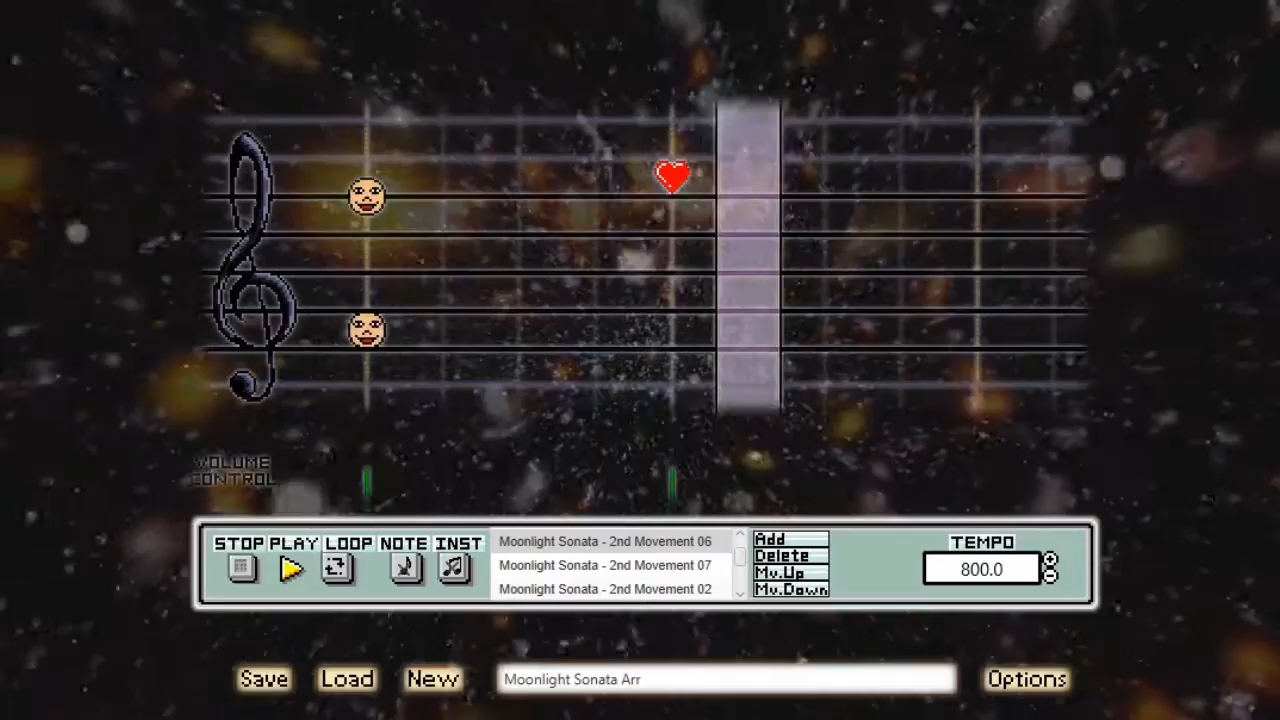 VOLUME
CONTROL
STOP PLAY LOOP NOTE INST
Moonlight Sonata - 2nd Movement 06
Moonlight Sonata - 2nd Movement 07
Moonlight Sonata - 2nd Movement 02
Add
Delete
Mv.Up
Mv.Down
TEMPO
800.0
Save Load New
Moonlight Sonata Arr
Options